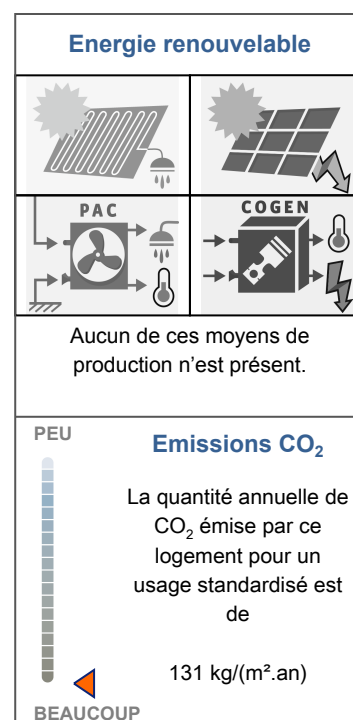 Energie renouvelable
PAC
COGEN
Aucun de ces moyens de
production n’est présent.
PEU
Emissions CO₂
La quantité annuelle de
CO₂ émise par ce
logement pour un
usage standardisé est
de
131 kg/(m².an)
BEAUCOUP